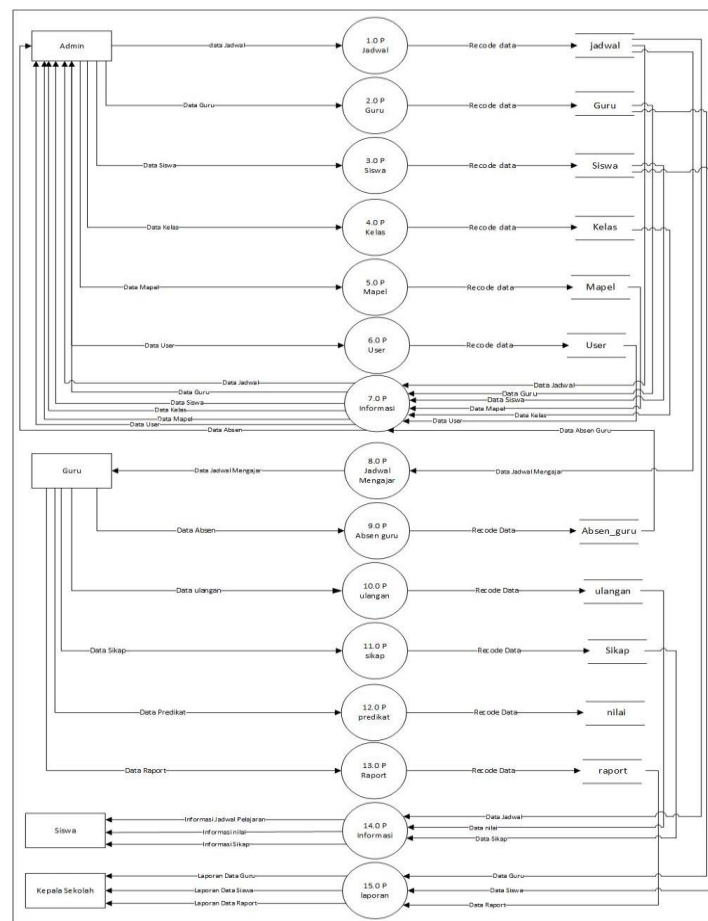 Admin
data Jadwal
1.0 P
Jadwal
Recode data
jadwal
Data Guru
2.0 P
Guru
Recode data
Guru
Data Siswa
3.0 P
Siswa
Recode data
Siswa
Data Kelas
4.0 P
Kelas
Recode data
Kelas
Data Mapel
5.0 P
Mapel
Recode data
Mapel
Data User
6.0 P
User
Recode data
User
Data Jadwal
Data Guru
Data Siswa
Data Kelas
Data Mapel
Data User
Data Absen
7.0 P
Informasi
Data Jadwal
Data Guru
Data Siswa
Data Mapel
Data Kelas
Data User
Data Absen Guru
Guru
Data Jadwal Mengajar
8.0 P
Jadwal
Mengajar
Data Jadwal Mengajar
Data Absen
9.0 P
Absen guru
Recode Data
Absen_guru
Data ulangan
10.0 P
ulangan
Recode Data
ulangan
Data Sikap
11.0 P
sikap
Recode Data
Sikap
Data Predikat
12.0 P
predikat
Recode Data
nilai
Data Raport
13.0 P
Raport
Recode Data
raport
Siswa
Informasi Jadwal Pelajaran
Informasi nilai
Informasi Sikap
14.0 P
Informasi
Data Jadwal
Data nilai
Data Sikap
Kepala Sekolah
Laporan Data Guru
Laporan Data Siswa
Laporan Data Raport
15.0 P
laporan
Data Guru
Data Siswa
Data Raport